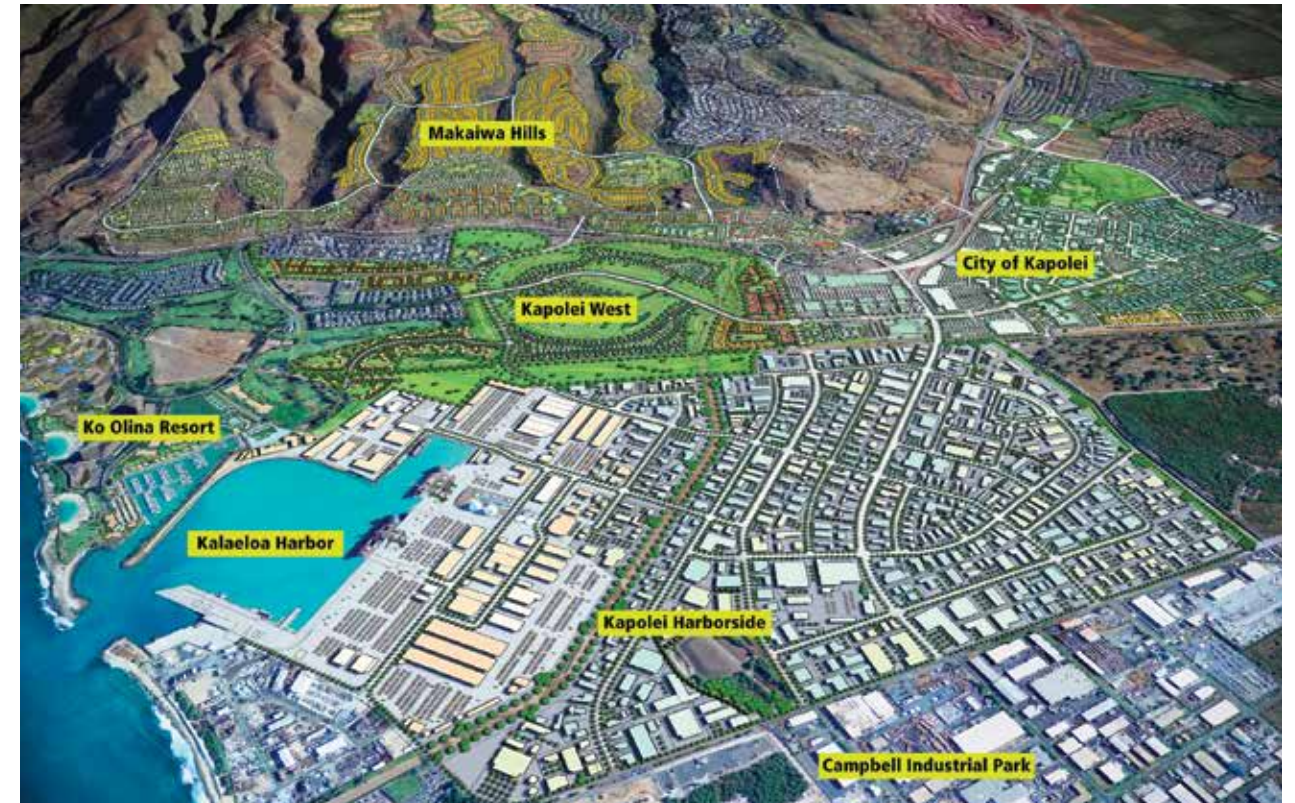 Makaiwa Hills
City of Kapolei
Kapolei West
Ko Olina Resort
Kalaeloa Harbor
Kapolei Harborside
Campbell Industrial Park